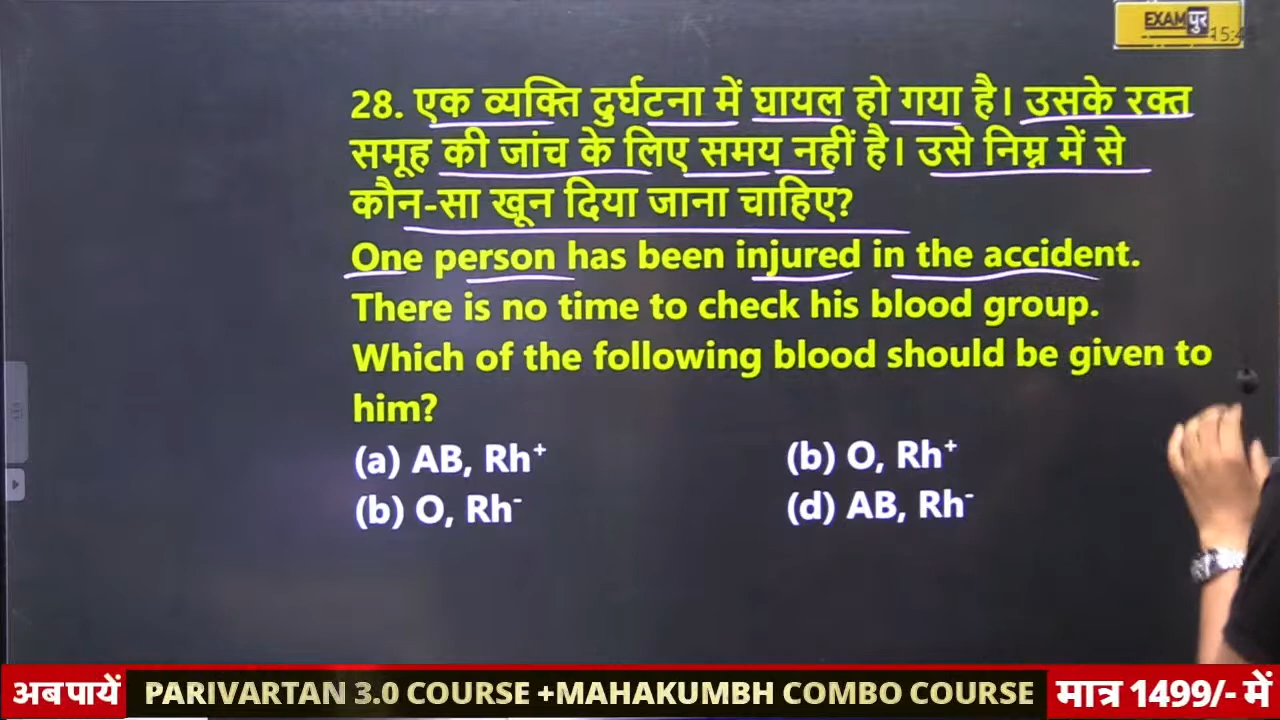 EXAMपुर
15:4
28. एक व्यक्ति दुर्घटना में घायल हो गया है। उसके रक्त
समूह की जांच के लिए समय नहीं है। उसे निम्न में से
कौन-सा खून दिया जाना चाहिए?
One person has been injured in the accident.
There is no time to check his blood group.
Which of the following blood should be given to
him?
(a) AB, Rh⁺ (b) O, Rh⁺
(b) O, Rh⁻ (d) AB, Rh⁻
अब पायें PARIVARTAN 3.0 COURSE +MAHAKUMBH COMBO COURSE मात्र 1499/- में